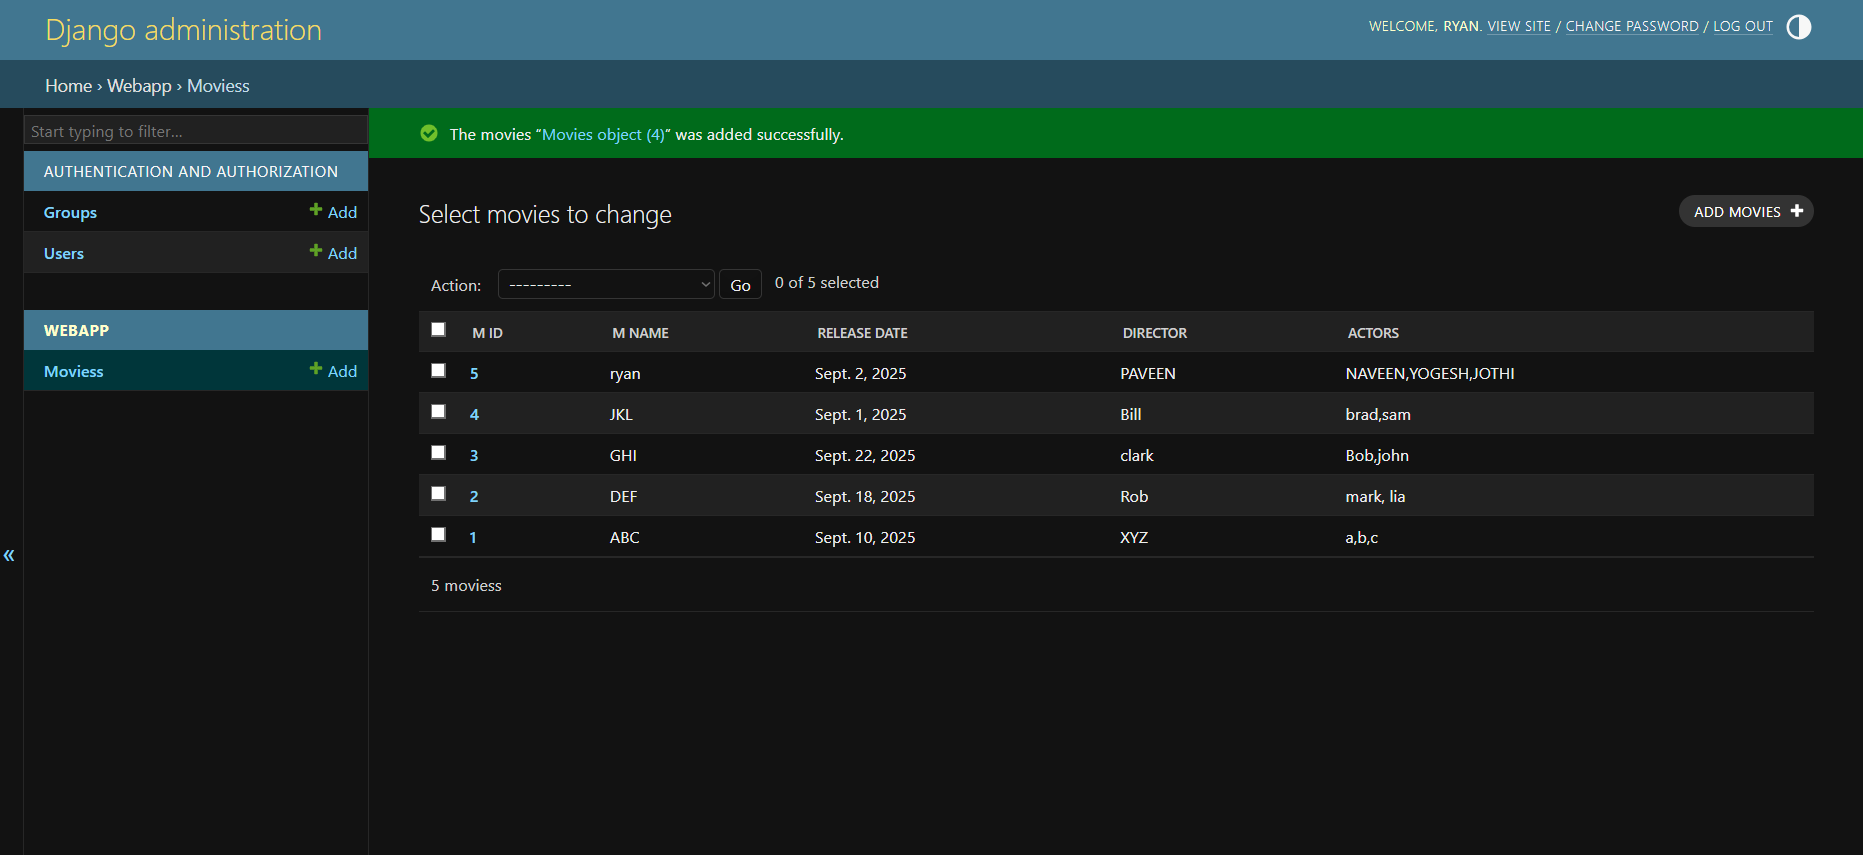 Django administration
WELCOME, RYAN. VIEW SITE / CHANGE PASSWORD / LOG OUT
Home › Webapp › Moviess
Start typing to filter...
AUTHENTICATION AND AUTHORIZATION
Groups + Add
Users + Add
WEBAPP
Moviess + Add
«
The movies “Movies object (4)” was added successfully.
Select movies to change
ADD MOVIES +
Action: --------- Go 0 of 5 selected
M ID M NAME RELEASE DATE DIRECTOR ACTORS
5 ryan Sept. 2, 2025 PAVEEN NAVEEN,YOGESH,JOTHI
4 JKL Sept. 1, 2025 Bill brad,sam
3 GHI Sept. 22, 2025 clark Bob,john
2 DEF Sept. 18, 2025 Rob mark, lia
1 ABC Sept. 10, 2025 XYZ a,b,c
5 moviess